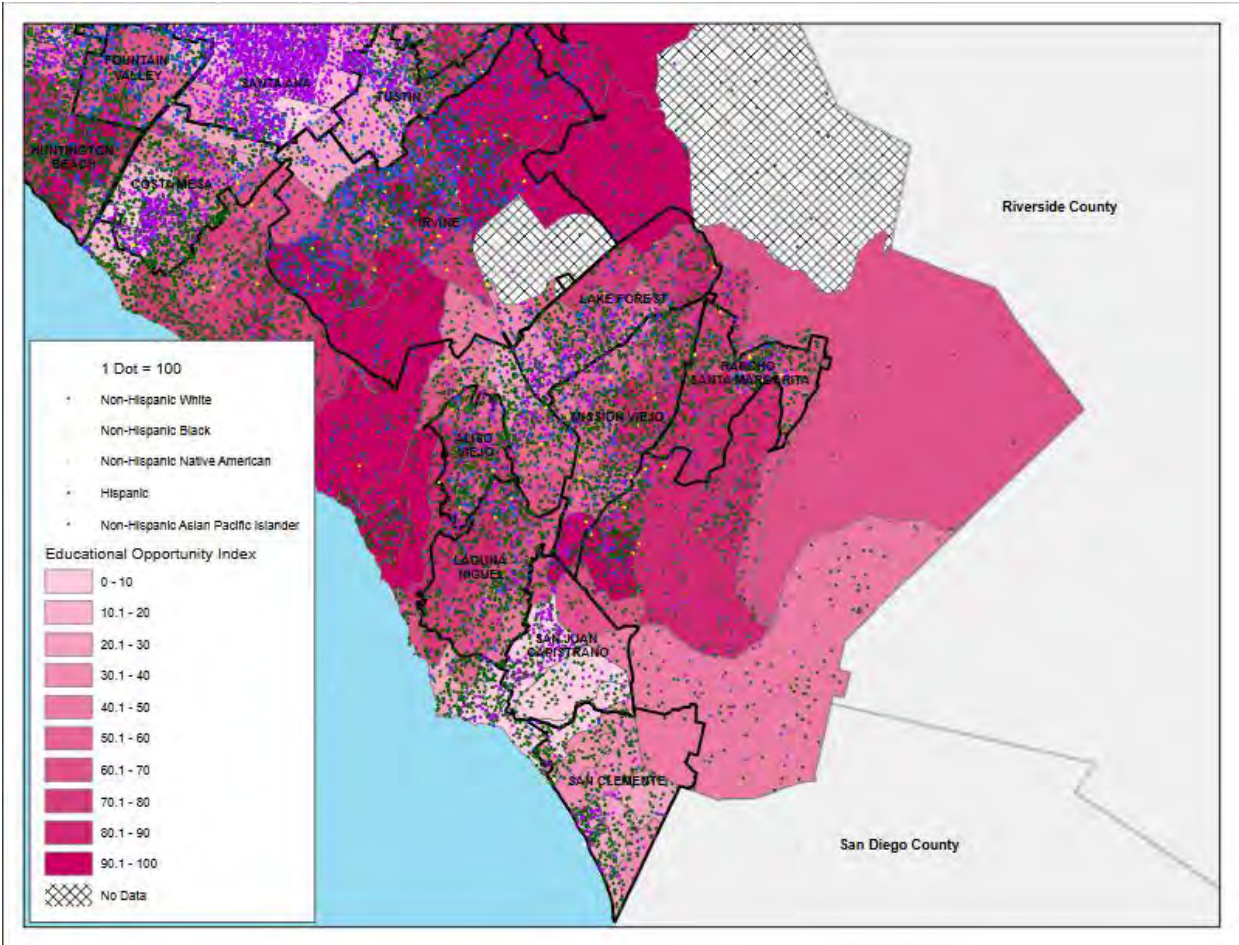 FOUNTAIN
VALLEY
SANTA ANA
TUSTIN
HUNTINGTON
BEACH
COSTA MESA
IRVINE
Riverside County
LAKE FOREST
RANCHO
SANTA MARGARITA
MISSION VIEJO
ALISO
VIEJO
LAGUNA
NIGUEL
SAN JUAN
CAPISTRANO
SAN CLEMENTE
San Diego County
1 Dot = 100
Non-Hispanic White
Non-Hispanic Black
Non-Hispanic Native American
Hispanic
Non-Hispanic Asian Pacific Islander
Educational Opportunity Index
0 - 10
10.1 - 20
20.1 - 30
30.1 - 40
40.1 - 50
50.1 - 60
60.1 - 70
70.1 - 80
80.1 - 90
90.1 - 100
No Data